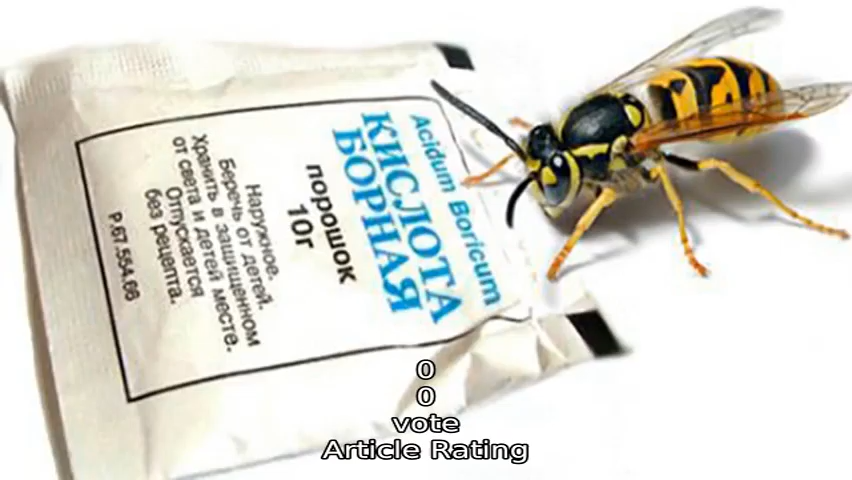 Acidum Boricum
КИСЛОТА
БОРНАЯ
порошок
10г
Наружное.
Беречь от детей.
Хранить в защищенном
от света и детей месте.
Отпускается
без рецепта.
Р.67.554.66
0
0
vote
Article Rating